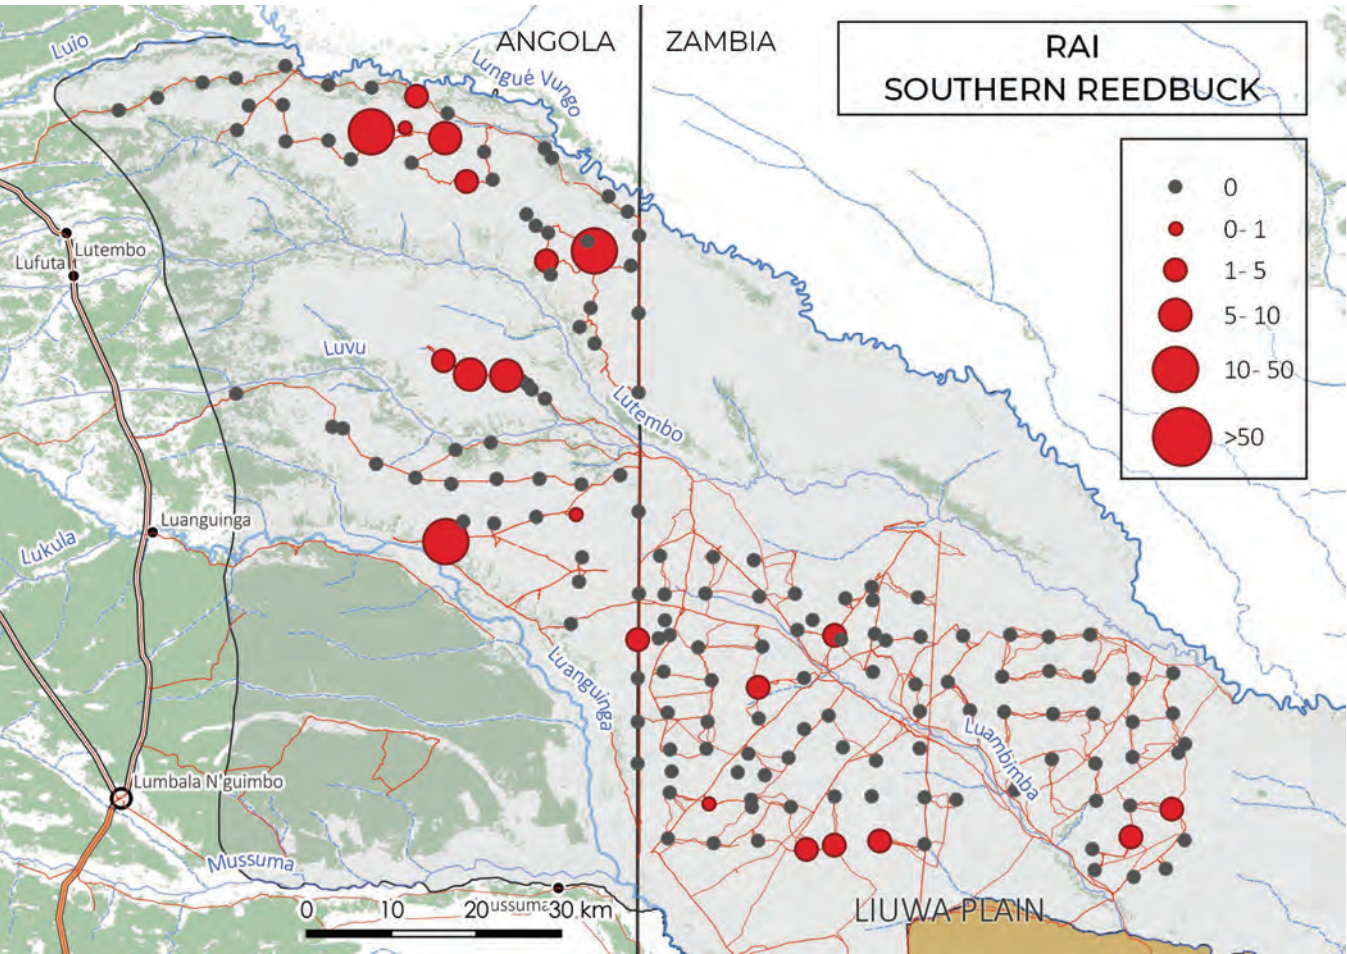 ANGOLA
ZAMBIA
RAI
SOUTHERN REEDBUCK
Luio
Lungué Vungo
0
0- 1
1- 5
5- 10
10- 50
>50
Lutembo
Lufuta
Luvu
Lutembo
Luanguinga
Lukula
Luanguinga
Luambimba
Lumbala N'guimbo
Mussuma
ussuma
0 10 20 30 km
LIUWA PLAIN